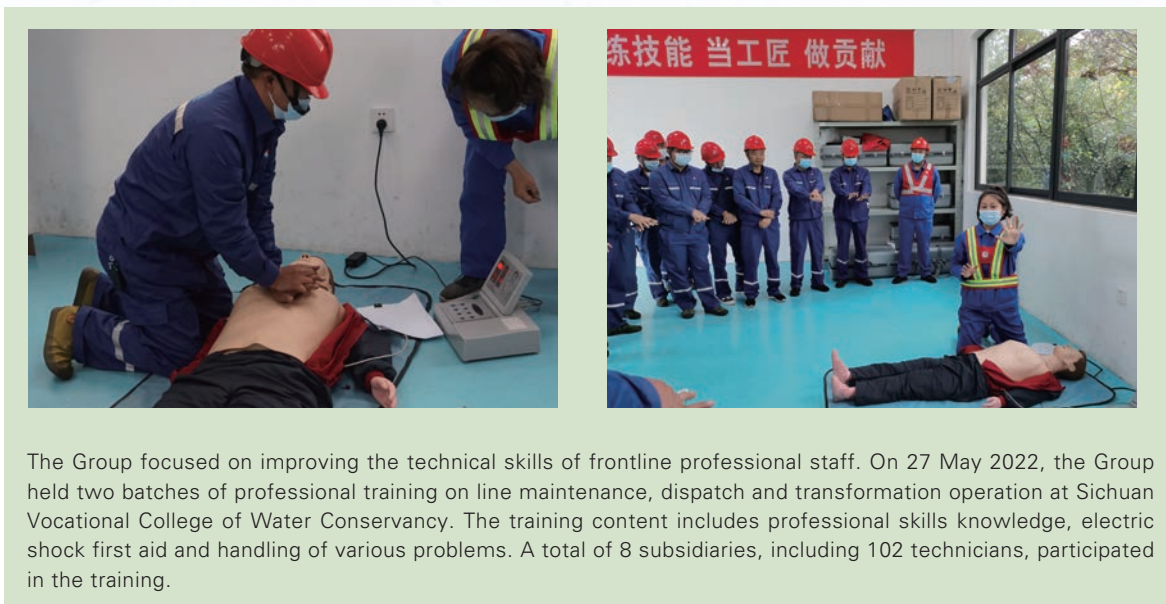 练技能 当工匠 做贡献
The Group focused on improving the technical skills of frontline professional staff. On 27 May 2022, the Group
held two batches of professional training on line maintenance, dispatch and transformation operation at Sichuan
Vocational College of Water Conservancy. The training content includes professional skills knowledge, electric
shock first aid and handling of various problems. A total of 8 subsidiaries, including 102 technicians, participated
in the training.